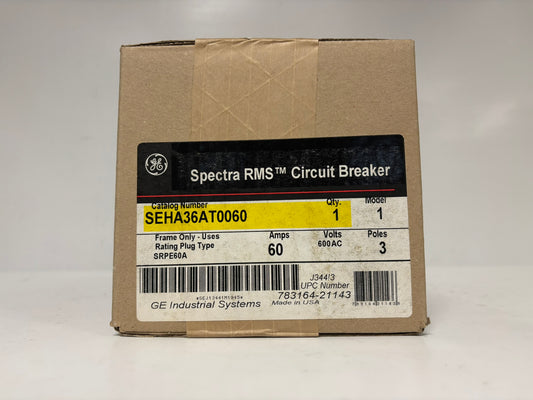 GE
Spectra RMS™ Circuit Breaker
Catalog Number Qty. Model
SEHA36AT0060 1 1
Frame Only - Uses Amps Volts Poles
Rating Plug Type 60 600AC 3
SRPE60A
J344!3
UPC Number
783164-21143
GE Industrial Systems Made in USA